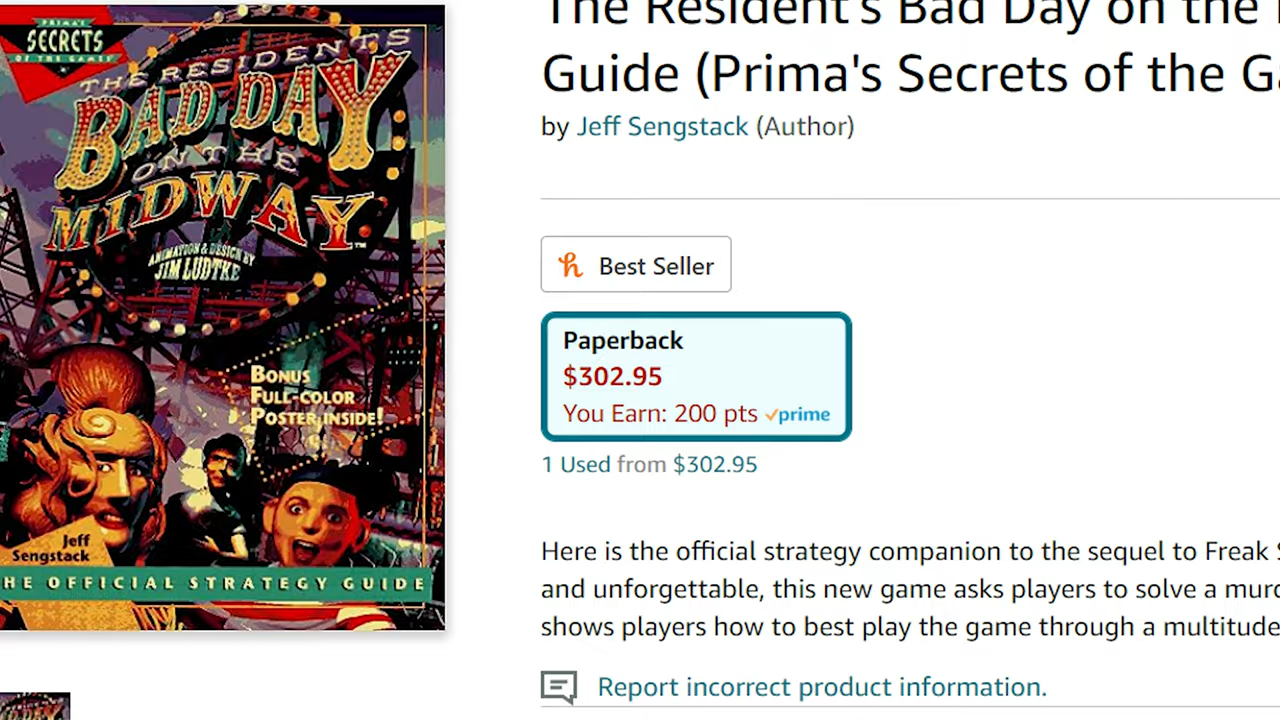 PRIMA'S
SECRETS
OF THE GAMES
THE RESIDENTS
BAD DAY
ON THE
MIDWAY
ANIMATION & DESIGN BY
JIM LUDTKE
BONUS
FULL-COLOR
POSTER INSIDE!
Jeff
Sengstack
HE OFFICIAL STRATEGY GUIDE
The Resident's Bad Day on the
Guide (Prima's Secrets of the Ga
by Jeff Sengstack (Author)
Best Seller
Paperback
$302.95
You Earn: 200 pts prime
1 Used from $302.95
Here is the official strategy companion to the sequel to Freak S
and unforgettable, this new game asks players to solve a murd
shows players how to best play the game through a multitude
Report incorrect product information.